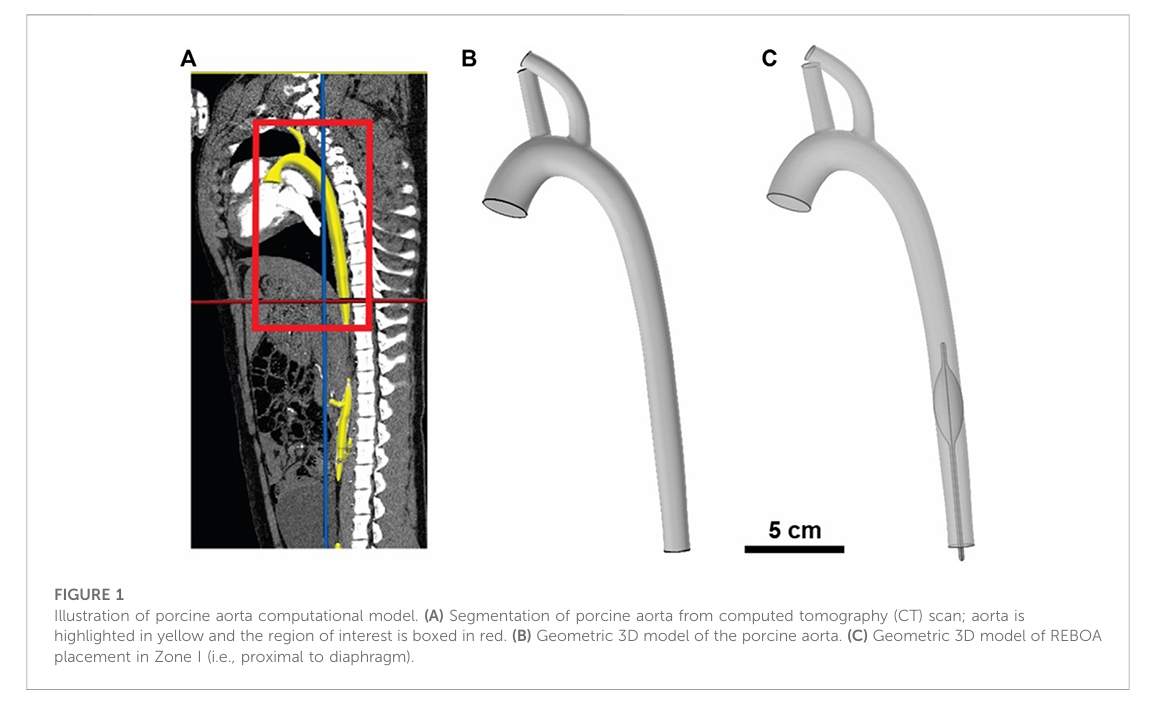 A
B
C
5 cm
FIGURE 1
Illustration of porcine aorta computational model. (A) Segmentation of porcine aorta from computed tomography (CT) scan; aorta is
highlighted in yellow and the region of interest is boxed in red. (B) Geometric 3D model of the porcine aorta. (C) Geometric 3D model of REBOA
placement in Zone I (i.e., proximal to diaphragm).